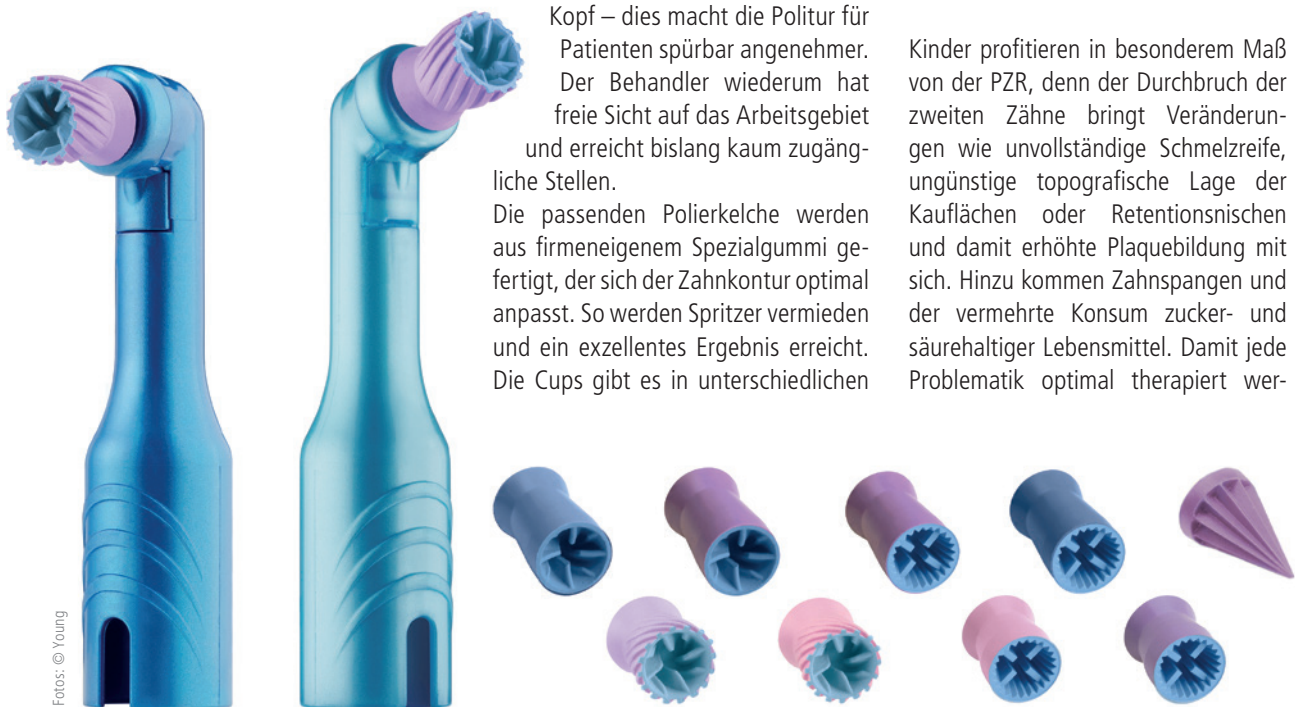 Kopf – dies macht die Politur für
Patienten spürbar angenehmer.
Der Behandler wiederum hat
freie Sicht auf das Arbeitsgebiet
und erreicht bislang kaum zugäng-
liche Stellen.
Die passenden Polierkelche werden
aus firmeneigenem Spezialgummi ge-
fertigt, der sich der Zahnkontur optimal
anpasst. So werden Spritzer vermieden
und ein exzellentes Ergebnis erreicht.
Die Cups gibt es in unterschiedlichen
Kinder profitieren in besonderem Maß
von der PZR, denn der Durchbruch der
zweiten Zähne bringt Veränderun-
gen wie unvollständige Schmelzreife,
ungünstige topografische Lage der
Kauflächen oder Retentionsnischen
und damit erhöhte Plaquebildung mit
sich. Hinzu kommen Zahnspangen und
der vermehrte Konsum zucker- und
säurehaltiger Lebensmittel. Damit jede
Problematik optimal therapiert wer-
Fotos: © Young